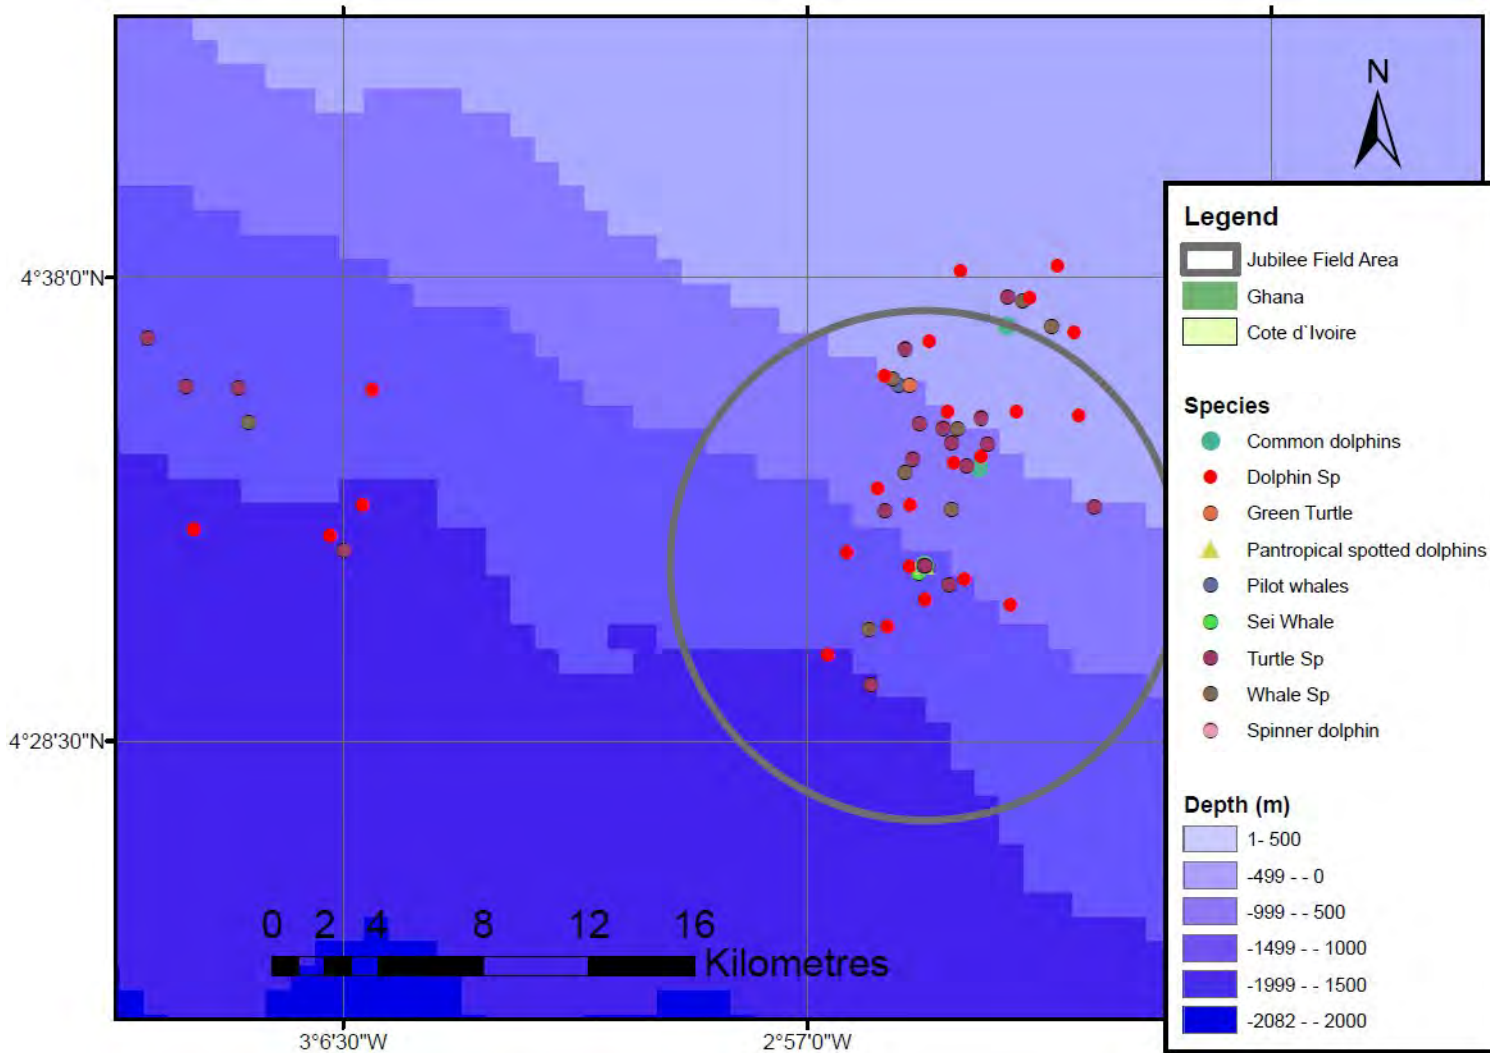 N
Legend
Jubilee Field Area
Ghana
Cote d`Ivoire
Species
Common dolphins
Dolphin Sp
Green Turtle
Pantropical spotted dolphins
Pilot whales
Sei Whale
Turtle Sp
Whale Sp
Spinner dolphin
Depth (m)
1- 500
-499 - - 0
-999 - - 500
-1499 - - 1000
-1999 - - 1500
-2082 - - 2000
4°38'0"N
4°28'30"N
0 2 4 8 12 16
Kilometres
3°6'30"W
2°57'0"W